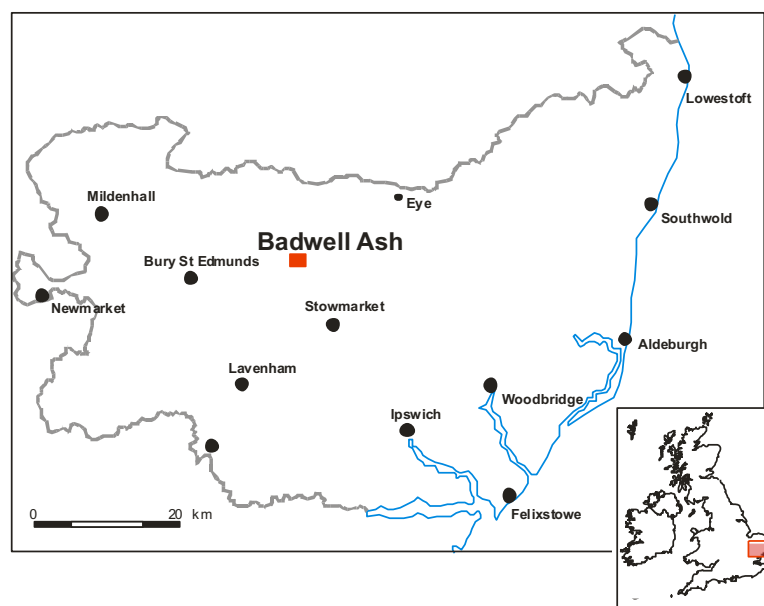 Lowestoft
Mildenhall
Eye
Southwold
Badwell Ash
Bury St Edmunds
Newmarket
Stowmarket
Aldeburgh
Lavenham
Woodbridge
Ipswich
Felixstowe
0 20 km